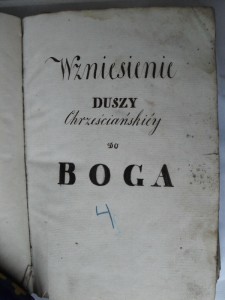 Wzniesienie
DUSZY
Chrześciańskiéy
DO
BOGA
4